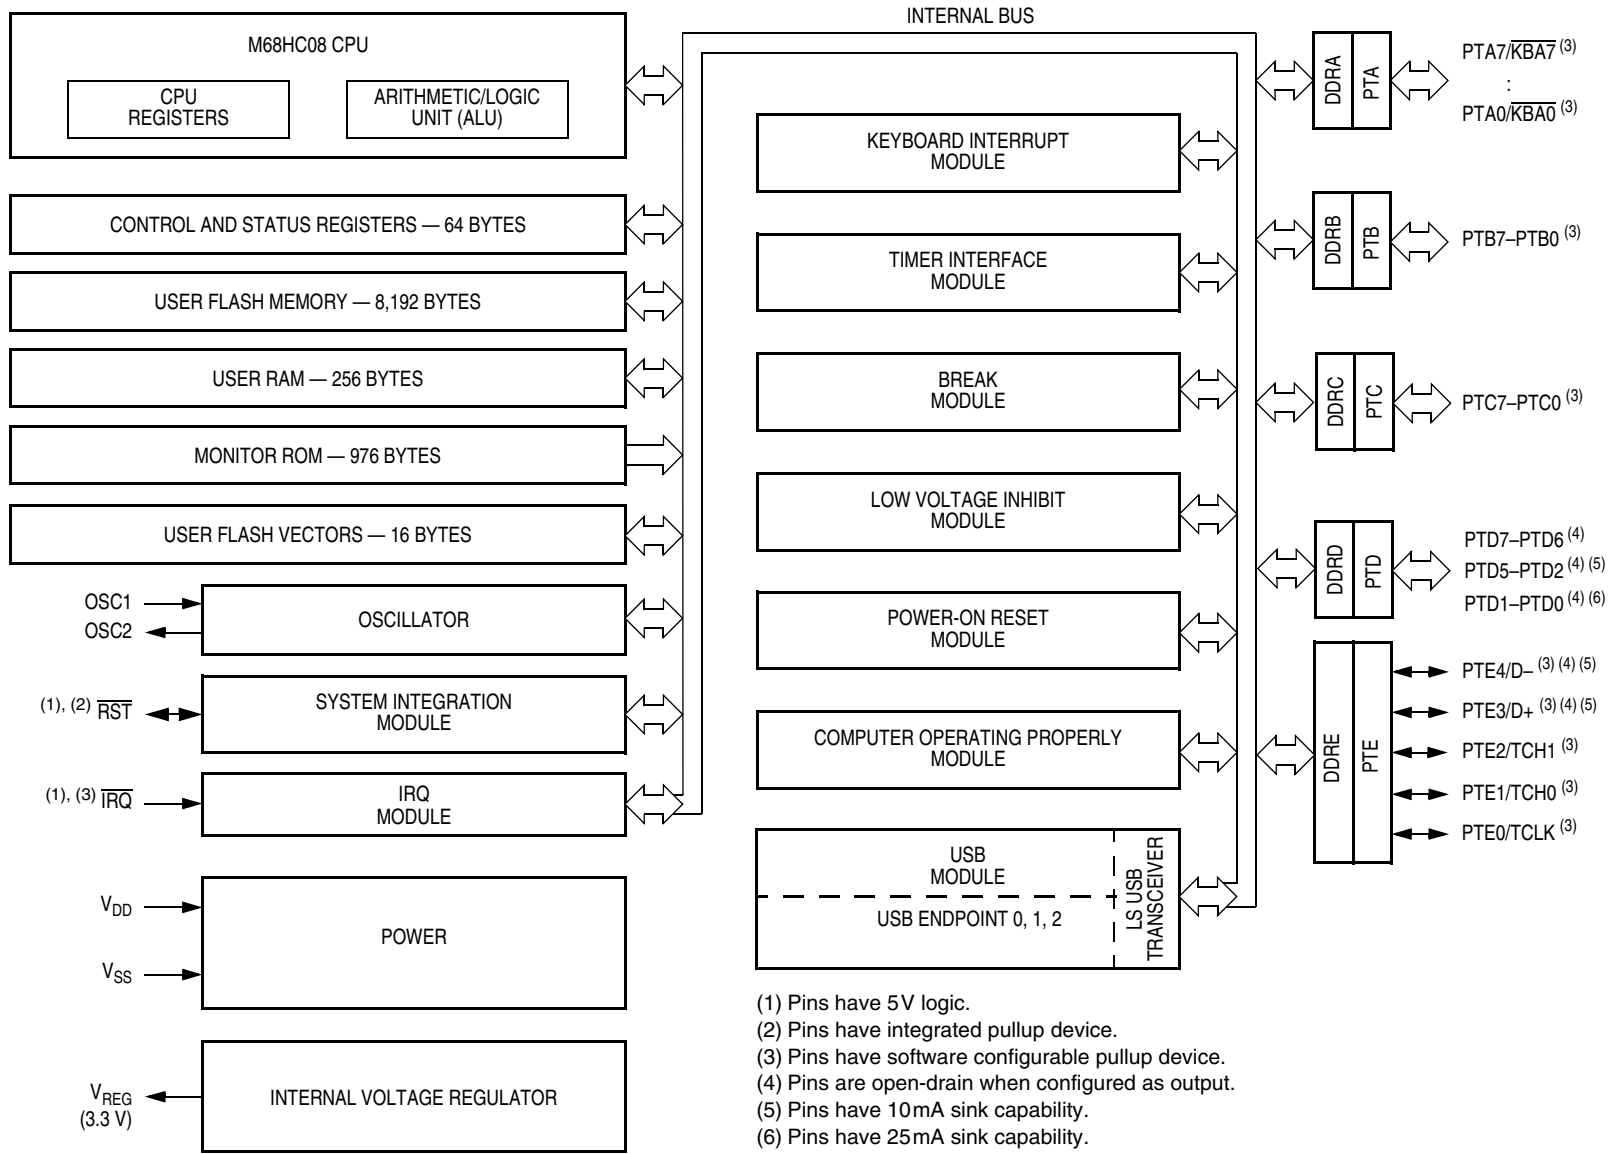 INTERNAL BUS
M68HC08 CPU
CPU
REGISTERS
ARITHMETIC/LOGIC
UNIT (ALU)
CONTROL AND STATUS REGISTERS — 64 BYTES
USER FLASH MEMORY — 8,192 BYTES
USER RAM — 256 BYTES
MONITOR ROM — 976 BYTES
USER FLASH VECTORS — 16 BYTES
OSC1
OSC2
OSCILLATOR
(1), (2) RST
SYSTEM INTEGRATION
MODULE
(1), (3) IRQ
IRQ
MODULE
VDD
VSS
POWER
VREG
(3.3 V)
INTERNAL VOLTAGE REGULATOR
KEYBOARD INTERRUPT
MODULE
TIMER INTERFACE
MODULE
BREAK
MODULE
LOW VOLTAGE INHIBIT
MODULE
POWER-ON RESET
MODULE
COMPUTER OPERATING PROPERLY
MODULE
USB
MODULE
USB ENDPOINT 0, 1, 2
LS USB
TRANSCEIVER
DDRA
PTA
PTA7/KBA7 (3)
:
PTA0/KBA0 (3)
DDRB
PTB
PTB7–PTB0 (3)
DDRC
PTC
PTC7–PTC0 (3)
DDRD
PTD
PTD7–PTD6 (4)
PTD5–PTD2 (4) (5)
PTD1–PTD0 (4) (6)
DDRE
PTE
PTE4/D– (3) (4) (5)
PTE3/D+ (3) (4) (5)
PTE2/TCH1 (3)
PTE1/TCH0 (3)
PTE0/TCLK (3)
(1) Pins have 5V logic.
(2) Pins have integrated pullup device.
(3) Pins have software configurable pullup device.
(4) Pins are open-drain when configured as output.
(5) Pins have 10mA sink capability.
(6) Pins have 25mA sink capability.